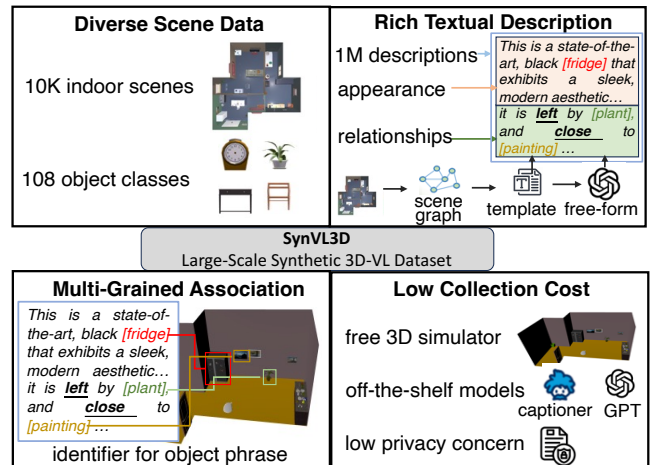 Diverse Scene Data
10K indoor scenes
108 object classes
Rich Textual Description
1M descriptions
appearance
relationships
This is a state-of-the-
art, black [fridge] that
exhibits a sleek,
modern aesthetic…
it is left by [plant],
and close to
[painting] …
scene
graph
template
free-form
SynVL3D
Large-Scale Synthetic 3D-VL Dataset
Multi-Grained Association
This is a state-of-
the-art, black [fridge]
that exhibits a sleek,
modern aesthetic…
it is left by [plant],
and close to
[painting] …
identifier for object phrase
Low Collection Cost
free 3D simulator
off-the-shelf models
captioner
GPT
low privacy concern